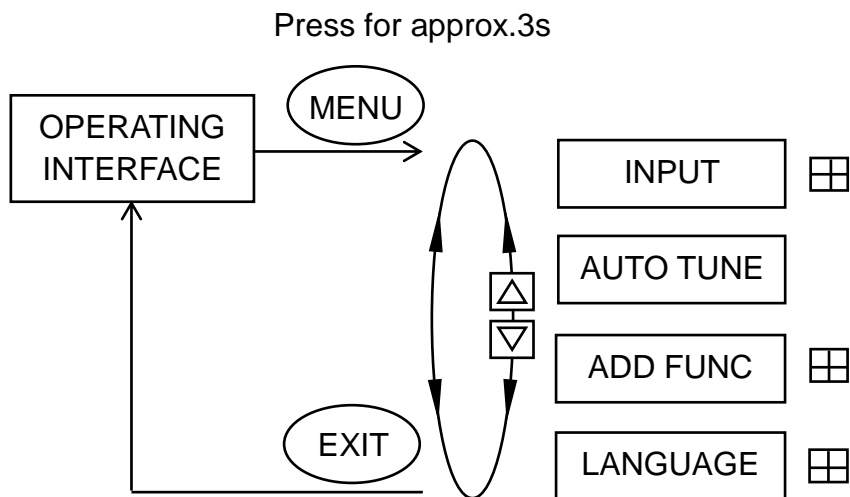 Press for approx.3s
MENU
OPERATING
INTERFACE
INPUT
AUTO TUNE
ADD FUNC
EXIT
LANGUAGE